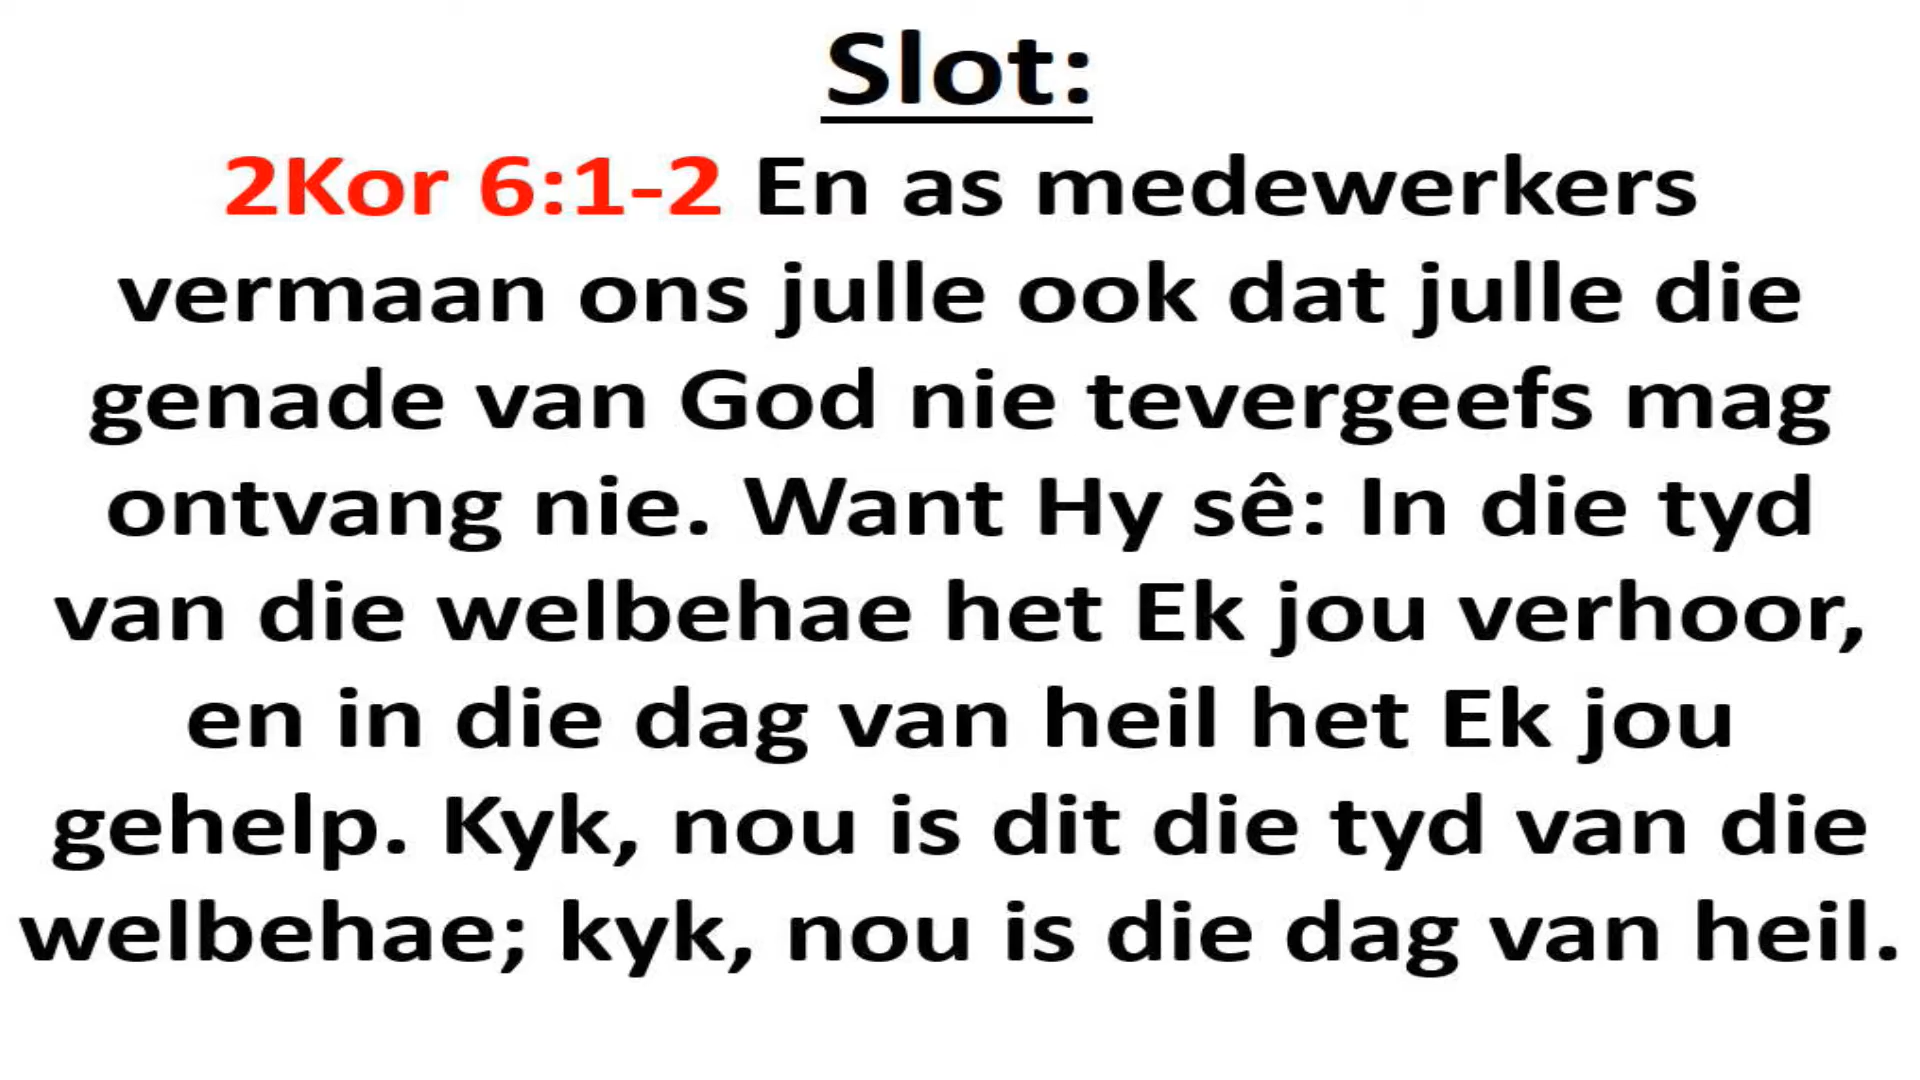 Slot:
2Kor 6:1-2 En as medewerkers
vermaan ons julle ook dat julle die
genade van God nie tevergeefs mag
ontvang nie. Want Hy sê: In die tyd
van die welbehae het Ek jou verhoor,
en in die dag van heil het Ek jou
gehelp. Kyk, nou is dit die tyd van die
welbehae; kyk, nou is die dag van heil.